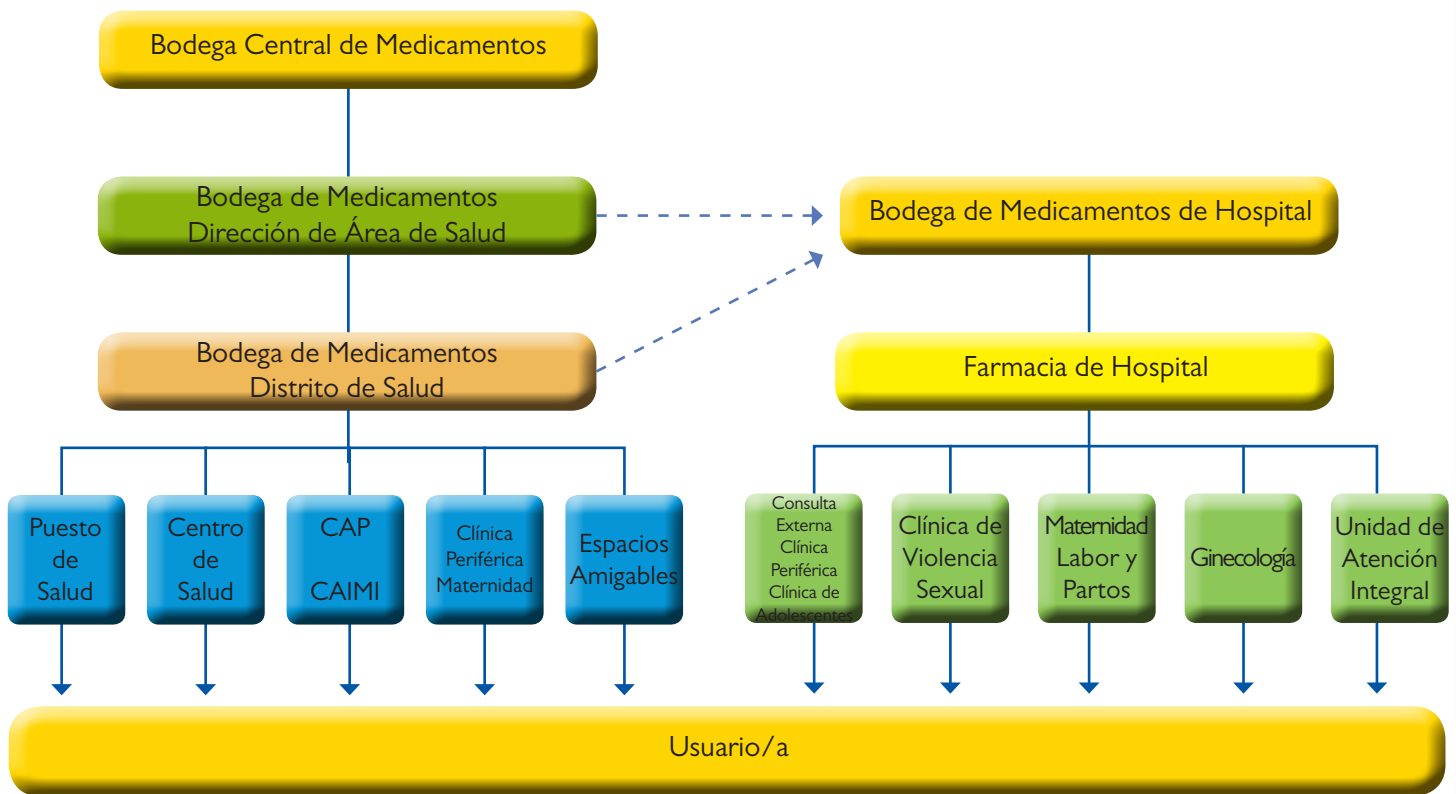 Bodega Central de Medicamentos
Bodega de Medicamentos
Dirección de Área de Salud
Bodega de Medicamentos de Hospital
Bodega de Medicamentos
Distrito de Salud
Farmacia de Hospital
Puesto
de
Salud
Centro
de
Salud
CAP
CAIMI
Clínica
Periférica
Maternidad
Espacios
Amigables
Consulta
Externa
Clínica
Periférica
Clínica de
Adolescentes
Clínica de
Violencia
Sexual
Maternidad
Labor y
Partos
Ginecología
Unidad de
Atención
Integral
Usuario/a